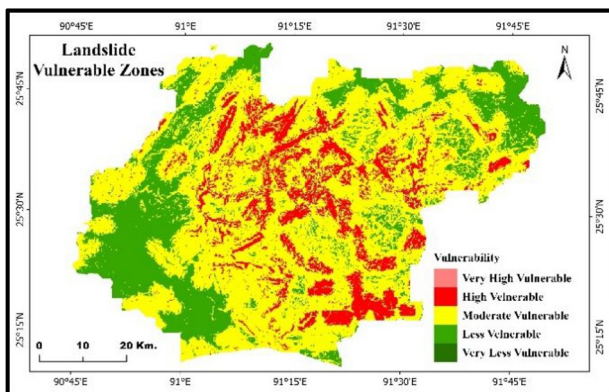 90°45'E 91°E 91°15'E 91°30'E 91°45'E
Landslide
Vulnerable Zones
N
25°45'N
25°30'N
25°15'N
25°45'N
25°30'N
25°15'N
Vulnerability
Very High Vulnerable
High Velnerable
Moderate Vulnerable
Less Velnerable
Very Less Vulnerable
0 10 20 Km.
90°45'E 91°E 91°15'E 91°30'E 91°45'E